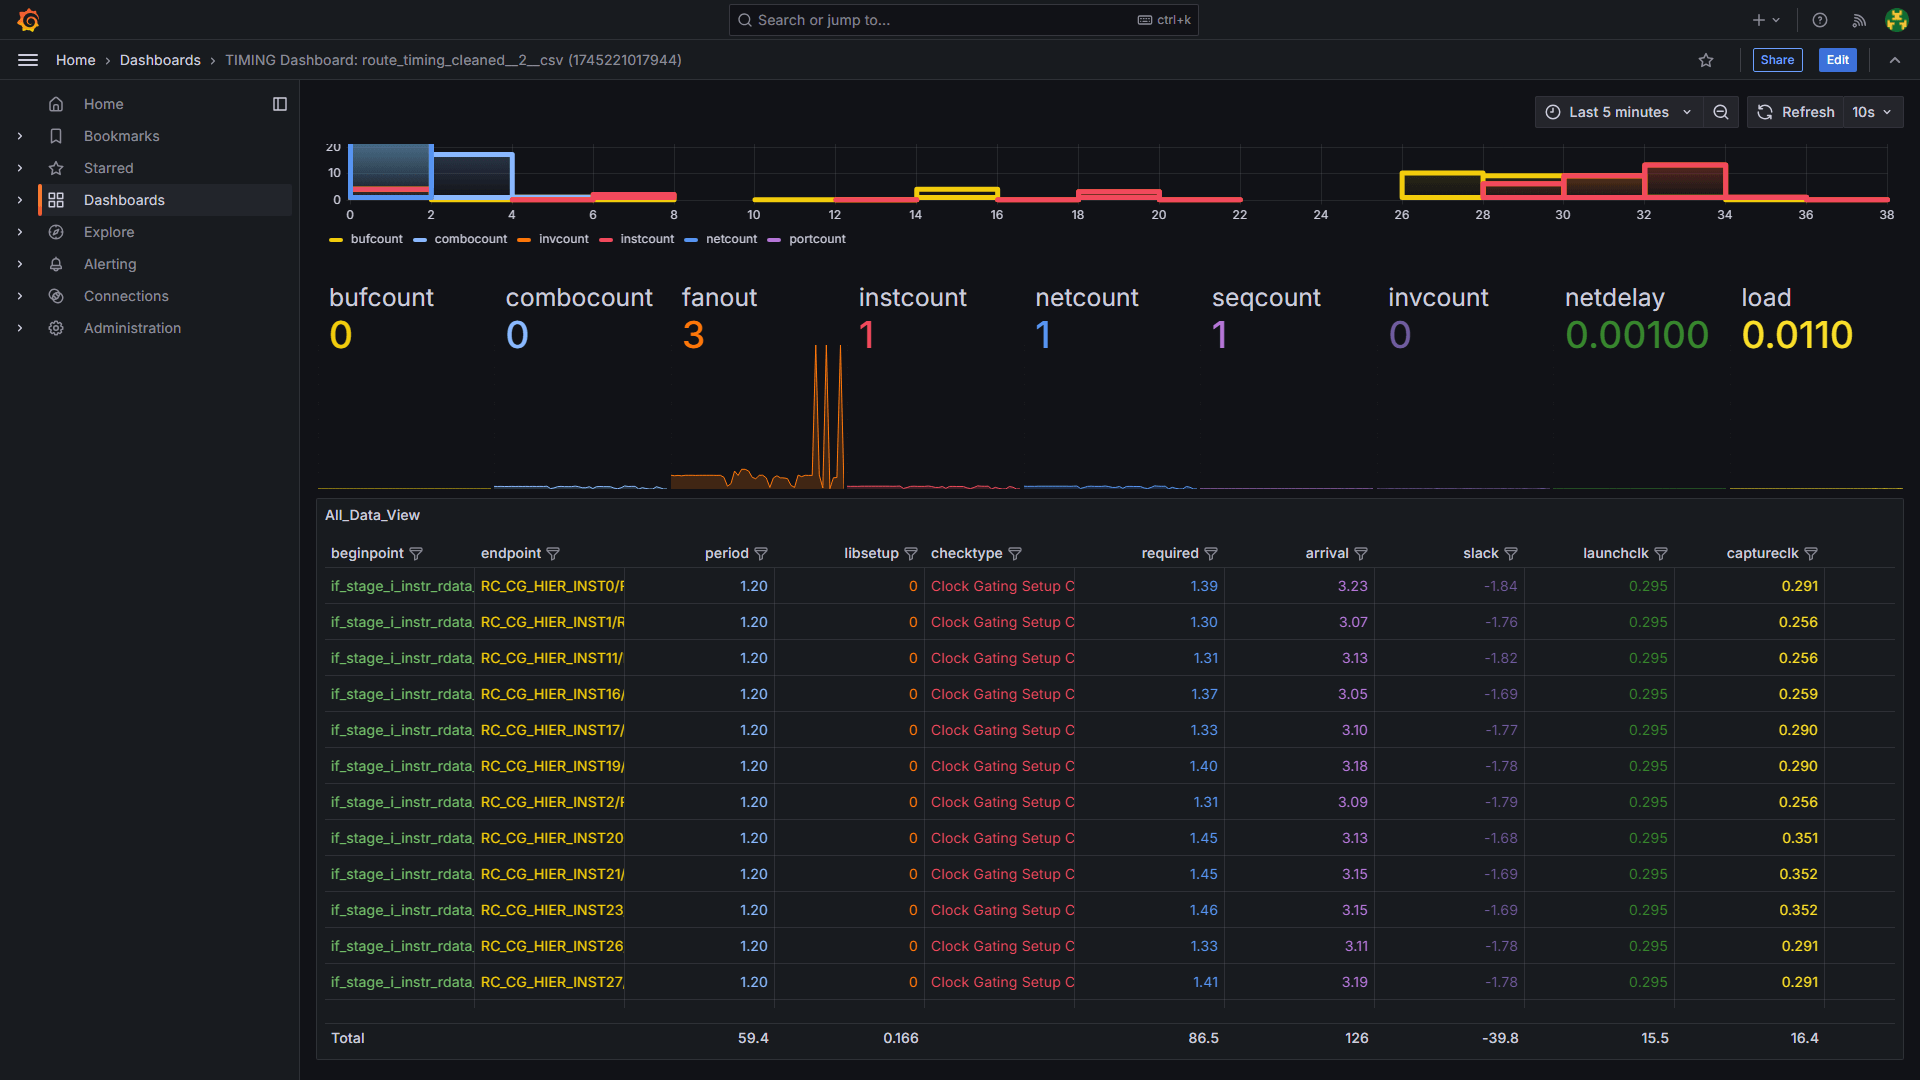 Search or jump to...
ctrl+k
Home › Dashboards › TIMING Dashboard: route_timing_cleaned__2__csv (1745221017944)
Share
Edit
Home
Bookmarks
Starred
Dashboards
Explore
Alerting
Connections
Administration
Last 5 minutes
Refresh
10s
20
10
0
0 2 4 6 8 10 12 14 16 18 20 22 24 26 28 30 32 34 36 38
bufcount combocount invcount instcount netcount portcount
bufcount combocount fanout instcount netcount seqcount invcount netdelay load
0 0 3 1 1 1 0 0.00100 0.0110
All_Data_View
beginpoint endpoint period libsetup checktype required arrival slack launchclk captureclk
if_stage_i_instr_rdata_ RC_CG_HIER_INST0/ 1.20 0 Clock Gating Setup C 1.39 3.23 -1.84 0.295 0.291
if_stage_i_instr_rdata_ RC_CG_HIER_INST1/R 1.20 0 Clock Gating Setup C 1.30 3.07 -1.76 0.295 0.256
if_stage_i_instr_rdata_ RC_CG_HIER_INST11/ 1.20 0 Clock Gating Setup C 1.31 3.13 -1.82 0.295 0.256
if_stage_i_instr_rdata_ RC_CG_HIER_INST16/ 1.20 0 Clock Gating Setup C 1.37 3.05 -1.69 0.295 0.259
if_stage_i_instr_rdata_ RC_CG_HIER_INST17/ 1.20 0 Clock Gating Setup C 1.33 3.10 -1.77 0.295 0.290
if_stage_i_instr_rdata_ RC_CG_HIER_INST19/ 1.20 0 Clock Gating Setup C 1.40 3.18 -1.78 0.295 0.290
if_stage_i_instr_rdata_ RC_CG_HIER_INST2/ 1.20 0 Clock Gating Setup C 1.31 3.09 -1.79 0.295 0.256
if_stage_i_instr_rdata_ RC_CG_HIER_INST20 1.20 0 Clock Gating Setup C 1.45 3.13 -1.68 0.295 0.351
if_stage_i_instr_rdata_ RC_CG_HIER_INST21/ 1.20 0 Clock Gating Setup C 1.45 3.15 -1.69 0.295 0.352
if_stage_i_instr_rdata_ RC_CG_HIER_INST23 1.20 0 Clock Gating Setup C 1.46 3.15 -1.69 0.295 0.352
if_stage_i_instr_rdata_ RC_CG_HIER_INST26 1.20 0 Clock Gating Setup C 1.33 3.11 -1.78 0.295 0.291
if_stage_i_instr_rdata_ RC_CG_HIER_INST27/ 1.20 0 Clock Gating Setup C 1.41 3.19 -1.78 0.295 0.291
Total 59.4 0.166 86.5 126 -39.8 15.5 16.4